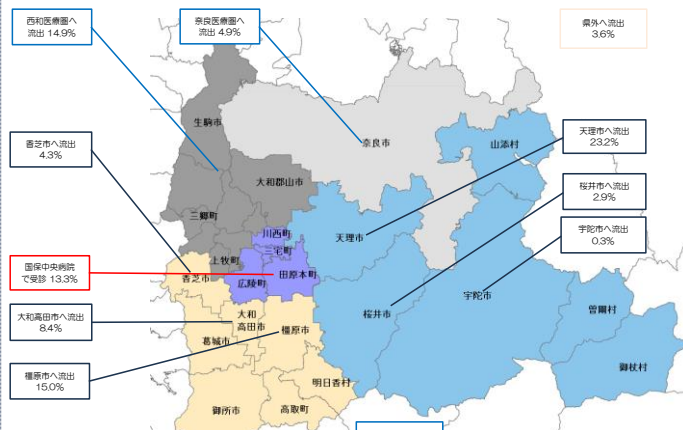 西和医療圏へ
流出 14.9%
奈良医療圏へ
流出 4.9%
県外へ流出
3.6%
生駒市
奈良市
山添村
天理市へ流出
23.2%
香芝市へ流出
4.3%
大和郡山市
桜井市へ流出
2.9%
三郷町
川西町
天理市
宇陀市へ流出
0.3%
三宅町
上牧町
国保中央病院
で受診 13.3%
香芝市
広陵町
田原本町
宇陀市
大和高田市へ流出
8.4%
大和
高田市
桜井市
曽爾村
葛城市
橿原市
御杖村
橿原市へ流出
15.0%
明日香村
御所市
高取町